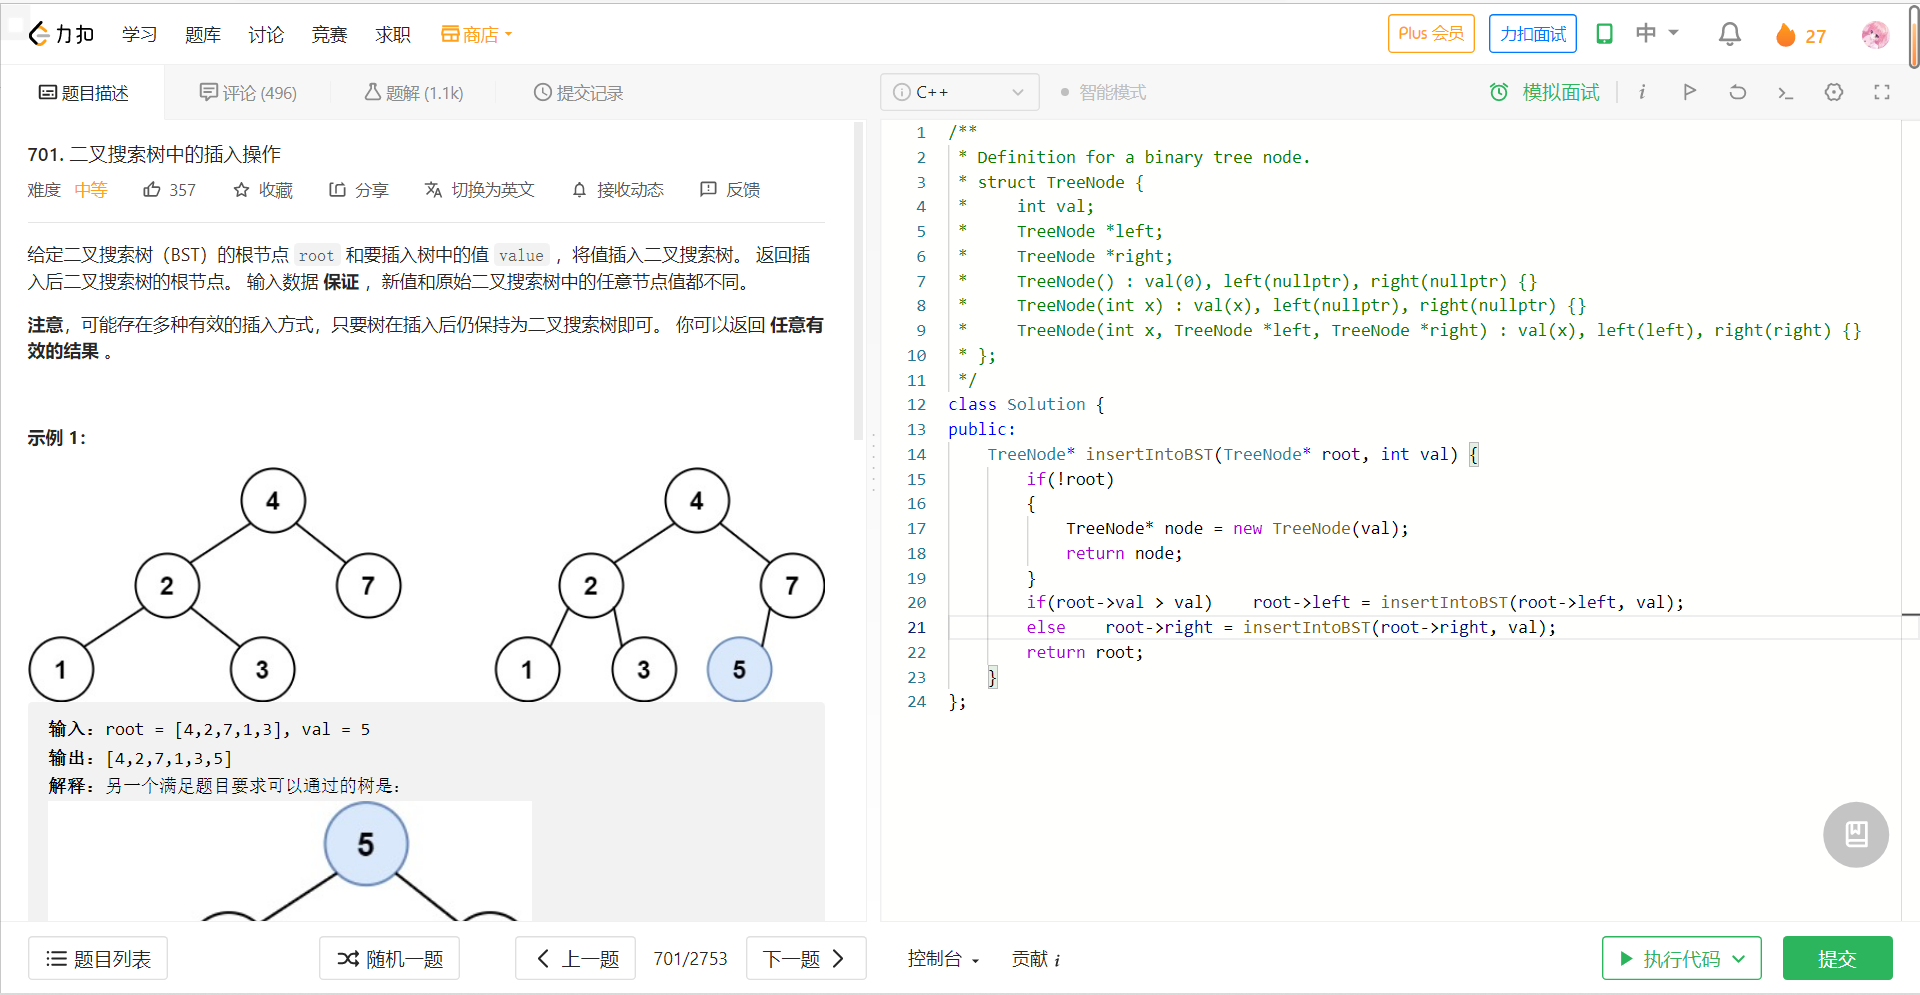 力扣 学习 题库 讨论 竞赛 求职 商店 Plus 会员 力扣面试 中 27
题目描述 评论 (496) 题解 (1.1k) 提交记录
701. 二叉搜索树中的插入操作
难度 中等 357 收藏 分享 切换为英文 接收动态 反馈
给定二叉搜索树（BST）的根节点 root 和要插入树中的值 value ，将值插入二叉搜索树。 返回插
入后二叉搜索树的根节点。 输入数据 保证 ，新值和原始二叉搜索树中的任意节点值都不同。
注意，可能存在多种有效的插入方式，只要树在插入后仍保持为二叉搜索树即可。 你可以返回 任意有
效的结果 。
示例 1：
4 4
2 7 2 7
1 3 1 3 5
输入：root = [4,2,7,1,3], val = 5
输出：[4,2,7,1,3,5]
解释：另一个满足题目要求可以通过的树是：
5
题目列表 随机一题 上一题 701/2753 下一题
C++ 智能模式 模拟面试 i
1 /**
2 * Definition for a binary tree node.
3 * struct TreeNode {
4 *     int val;
5 *     TreeNode *left;
6 *     TreeNode *right;
7 *     TreeNode() : val(0), left(nullptr), right(nullptr) {}
8 *     TreeNode(int x) : val(x), left(nullptr), right(nullptr) {}
9 *     TreeNode(int x, TreeNode *left, TreeNode *right) : val(x), left(left), right(right) {}
10 * };
11 */
12 class Solution {
13 public:
14     TreeNode* insertIntoBST(TreeNode* root, int val) {
15         if(!root)
16         {
17             TreeNode* node = new TreeNode(val);
18             return node;
19         }
20         if(root->val > val)    root->left = insertIntoBST(root->left, val);
21         else    root->right = insertIntoBST(root->right, val);
22         return root;
23     }
24 };
控制台 贡献 i 执行代码 提交